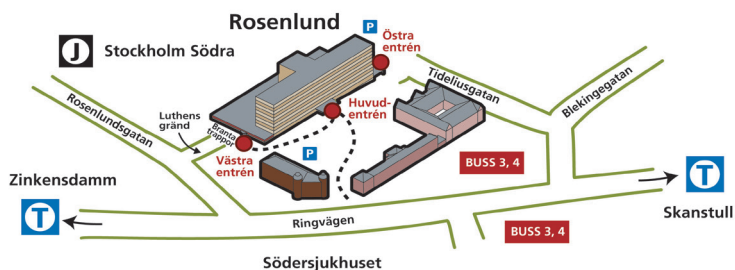 Rosenlund
P
Östra
entrén
J
Stockholm Södra
Tideliusgatan
Blekingegatan
Rosenlundsgatan
Luthens
gränd
Branta
trappor
Huvud-
entrén
Västra
entrén
P
BUSS 3, 4
Zinkensdamm
T
T
Skanstull
Ringvägen
BUSS 3, 4
Södersjukhuset